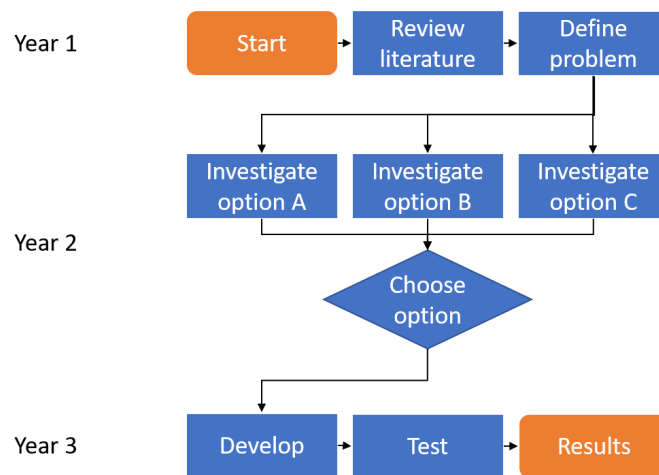 Year 1
Start
Review
literature
Define
problem
Investigate
option A
Investigate
option B
Investigate
option C
Year 2
Choose
option
Year 3
Develop
Test
Results